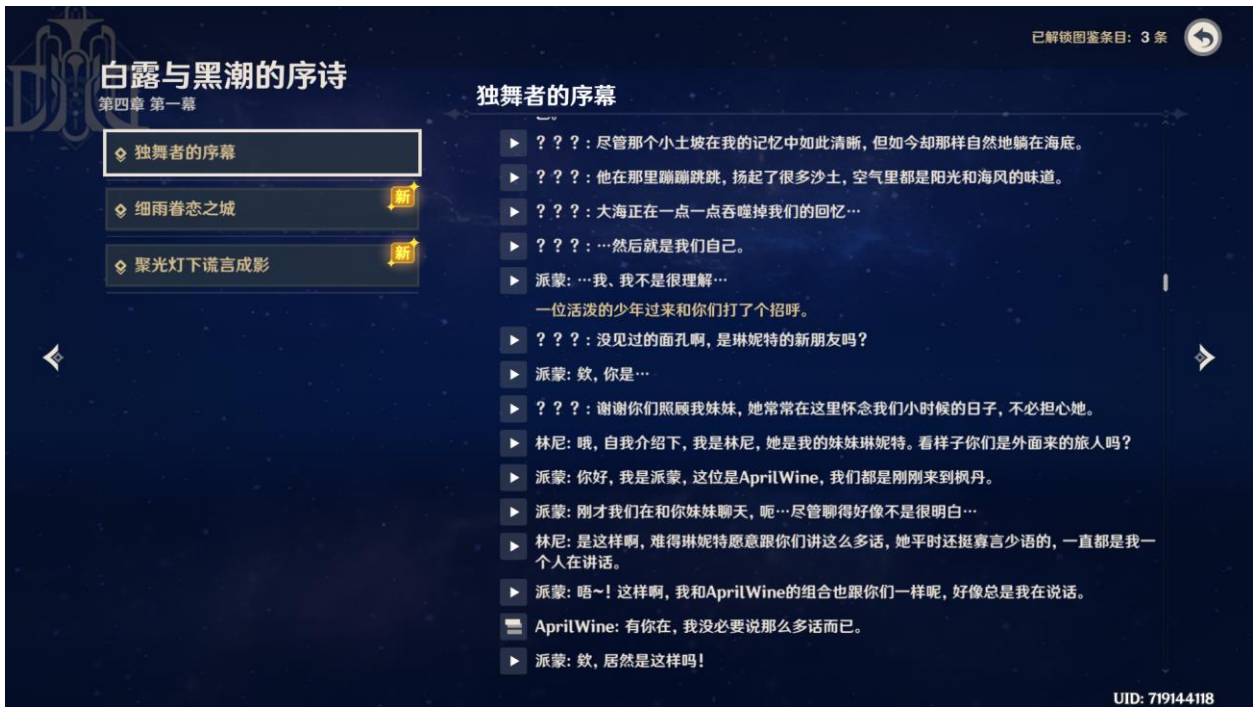 已解锁图鉴条目: 3 条
白露与黑潮的序诗
第四章 第一幕
独舞者的序幕
细雨眷恋之城
新
聚光灯下谎言成影
新
独舞者的序幕
？？？: 尽管那个小土坡在我的记忆中如此清晰, 但如今却那样自然地躺在海底。
？？？: 他在那里蹦蹦跳跳, 扬起了很多沙土, 空气里都是阳光和海风的味道。
？？？: 大海正在一点一点吞噬掉我们的回忆…
？？？: …然后就是我们自己。
派蒙: …我、我不是很理解…
一位活泼的少年过来和你们打了个招呼。
？？？: 没见过的面孔啊, 是琳妮特的新朋友吗?
派蒙: 欸, 你是…
？？？: 谢谢你们照顾我妹妹, 她常常在这里怀念我们小时候的日子, 不必担心她。
林尼: 哦, 自我介绍下, 我是林尼, 她是我的妹妹琳妮特。看样子你们是外面来的旅人吗?
派蒙: 你好, 我是派蒙, 这位是AprilWine, 我们都是刚刚来到枫丹。
派蒙: 刚才我们在和你妹妹聊天, 呃…尽管聊得好像不是很明白…
林尼: 是这样啊, 难得琳妮特愿意跟你们讲这么多话, 她平时还挺寡言少语的, 一直都是我一
个人在讲话。
派蒙: 唔~! 这样啊, 我和AprilWine的组合也跟你们一样呢, 好像总是我在说话。
AprilWine: 有你在, 我没必要说那么多话而已。
派蒙: 欸, 居然是这样吗!
UID: 719144118